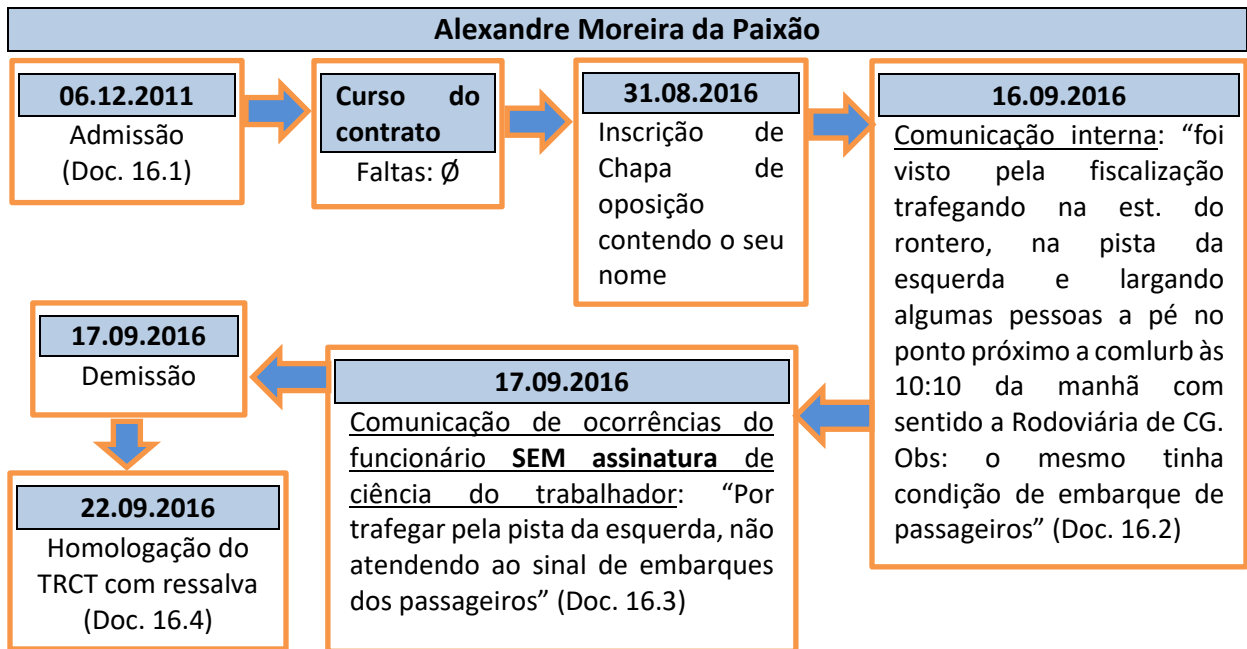 Alexandre Moreira da Paixão
06.12.2011
Admissão
(Doc. 16.1)
Curso do
contrato
Faltas: Ø
31.08.2016
Inscrição de
Chapa de
oposição
contendo o seu
nome
16.09.2016
Comunicação interna: “foi
visto pela fiscalização
trafegando na est. do
rontero, na pista da
esquerda e largando
algumas pessoas a pé no
ponto próximo a comlurb às
10:10 da manhã com
sentido a Rodoviária de CG.
Obs: o mesmo tinha
condição de embarque de
passageiros” (Doc. 16.2)
17.09.2016
Comunicação de ocorrências do
funcionário SEM assinatura de
ciência do trabalhador: “Por
trafegar pela pista da esquerda, não
atendendo ao sinal de embarques
dos passageiros” (Doc. 16.3)
17.09.2016
Demissão
22.09.2016
Homologação do
TRCT com ressalva
(Doc. 16.4)